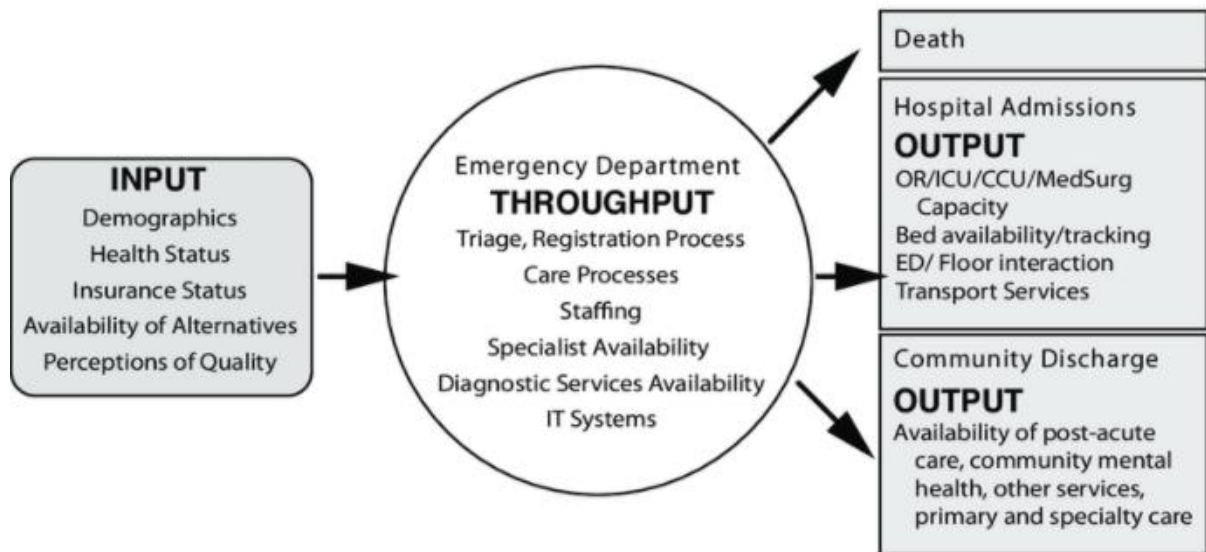 INPUT
Demographics
Health Status
Insurance Status
Availability of Alternatives
Perceptions of Quality
Emergency Department
THROUGHPUT
Triage, Registration Process
Care Processes
Staffing
Specialist Availability
Diagnostic Services Availability
IT Systems
Death
Hospital Admissions
OUTPUT
OR/ICU/CCU/MedSurg
Capacity
Bed availability/tracking
ED/ Floor interaction
Transport Services
Community Discharge
OUTPUT
Availability of post-acute
care, community mental
health, other services,
primary and specialty care